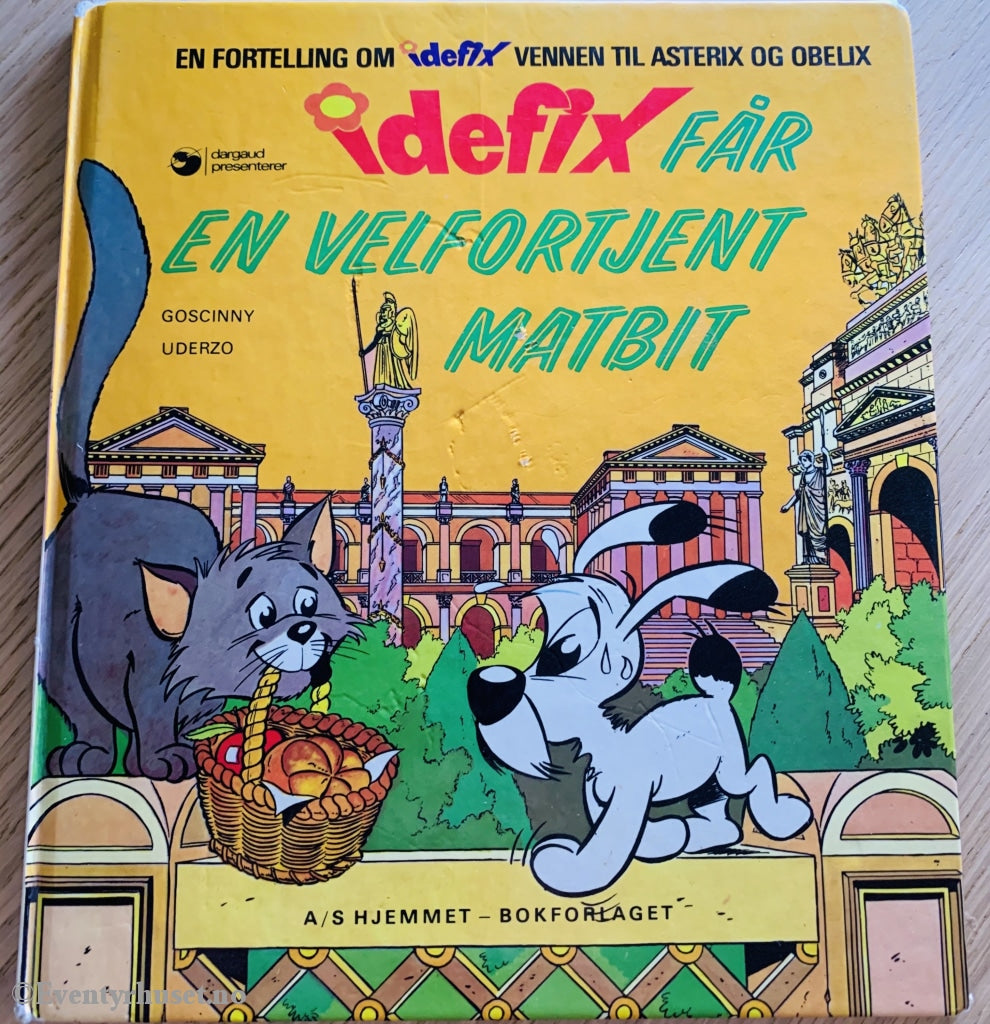 EN FORTELLING OM idefix VENNEN TIL ASTERIX OG OBELIX
idefix FÅR
dargaud
presenterer
EN VELFORTJENT
GOSCINNY
UDERZO
MATBIT
A/S HJEMMET – BOKFORLAGET
©Eventyrhuset.no